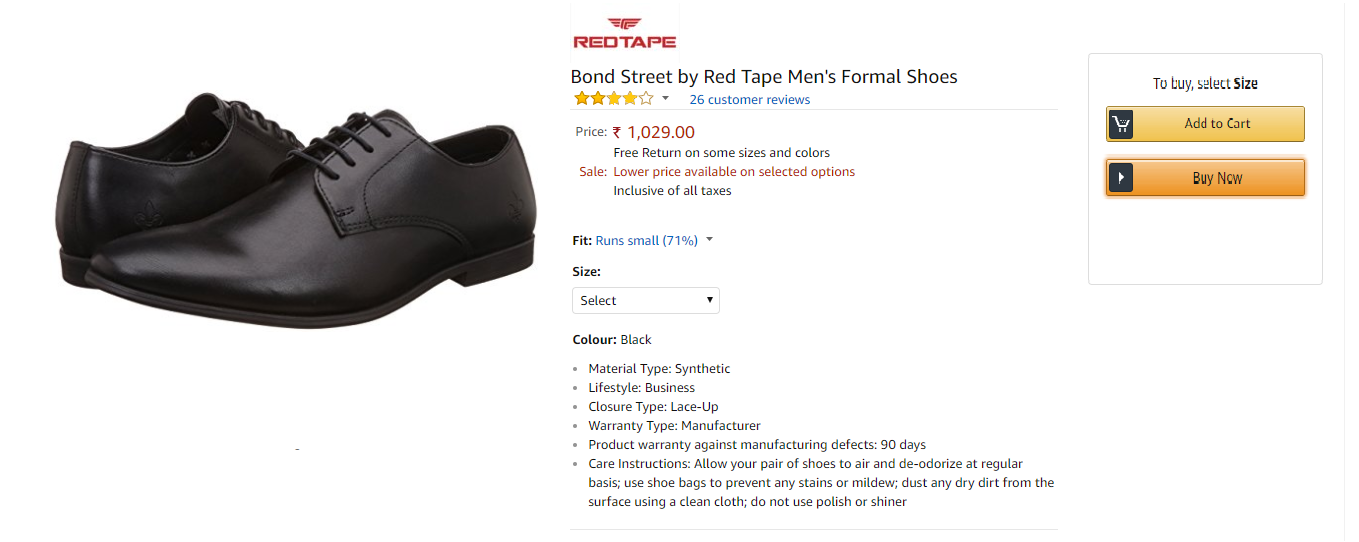 REDTAPE
Bond Street by Red Tape Men's Formal Shoes
26 customer reviews
Price: ₹ 1,029.00
Free Return on some sizes and colors
Sale: Lower price available on selected options
Inclusive of all taxes
Fit: Runs small (71%)
Size:
Select
Colour: Black
• Material Type: Synthetic
• Lifestyle: Business
• Closure Type: Lace-Up
• Warranty Type: Manufacturer
• Product warranty against manufacturing defects: 90 days
• Care Instructions: Allow your pair of shoes to air and de-odorize at regular
basis; use shoe bags to prevent any stains or mildew; dust any dry dirt from the
surface using a clean cloth; do not use polish or shiner
To buy, select Size
Add to Cart
Buy Now